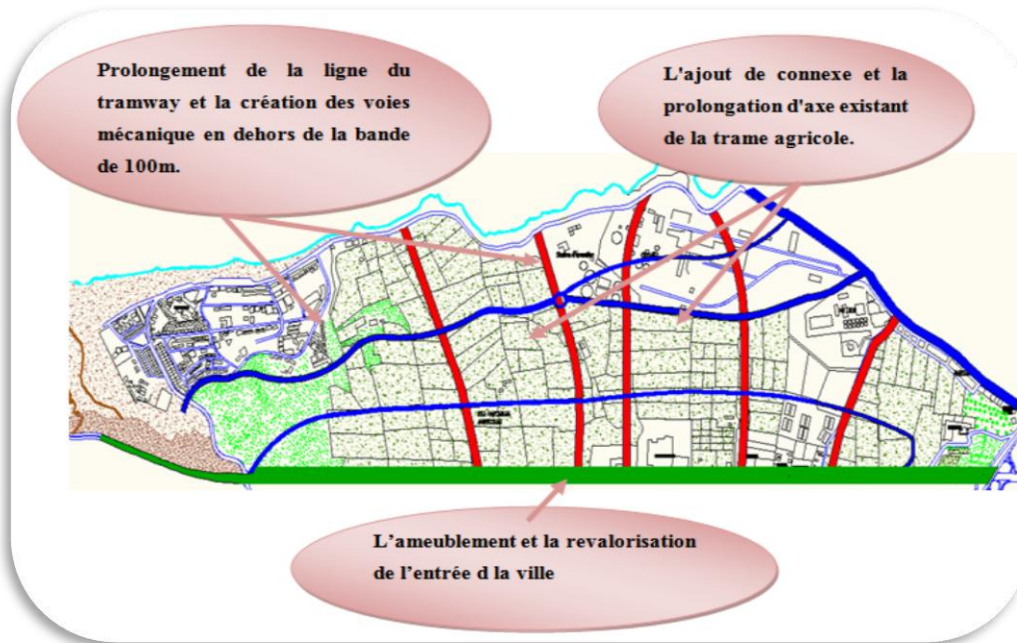 Prolongement de la ligne du
tramway et la création des voies
mécanique en dehors de la bande
de 100m.
L'ajout de connexe et la
prolongation d'axe existant
de la trame agricole.
L’ameublement et la revalorisation
de l’entrée d la ville